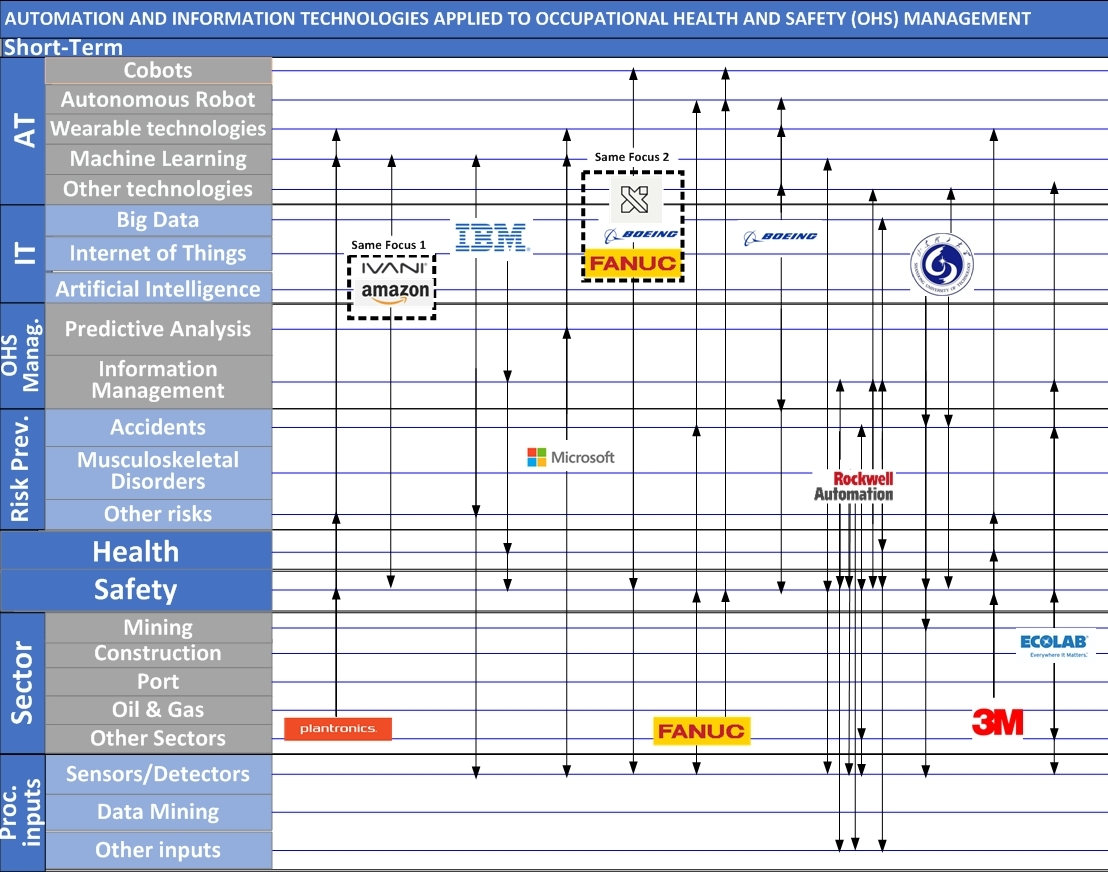 AUTOMATION AND INFORMATION TECHNOLOGIES APPLIED TO OCCUPATIONAL HEALTH AND SAFETY (OHS) MANAGEMENT
Short-Term
AT
Cobots
Autonomous Robot
Wearable technologies
Machine Learning
Other technologies
IT
Big Data
Internet of Things
Artificial Intelligence
OHS
Manag.
Predictive Analysis
Information
Management
Risk Prev.
Accidents
Musculoskeletal
Disorders
Other risks
Health
Safety
Sector
Mining
Construction
Port
Oil & Gas
Other Sectors
Proc.
inputs
Sensors/Detectors
Data Mining
Other inputs
plantronics.
Same Focus 1
IVANI
amazon
IBM
Microsoft
Same Focus 2
BOEING
FANUC
FANUC
BOEING
Rockwell
Automation
3M
ECOLAB
Everywhere It Matters.